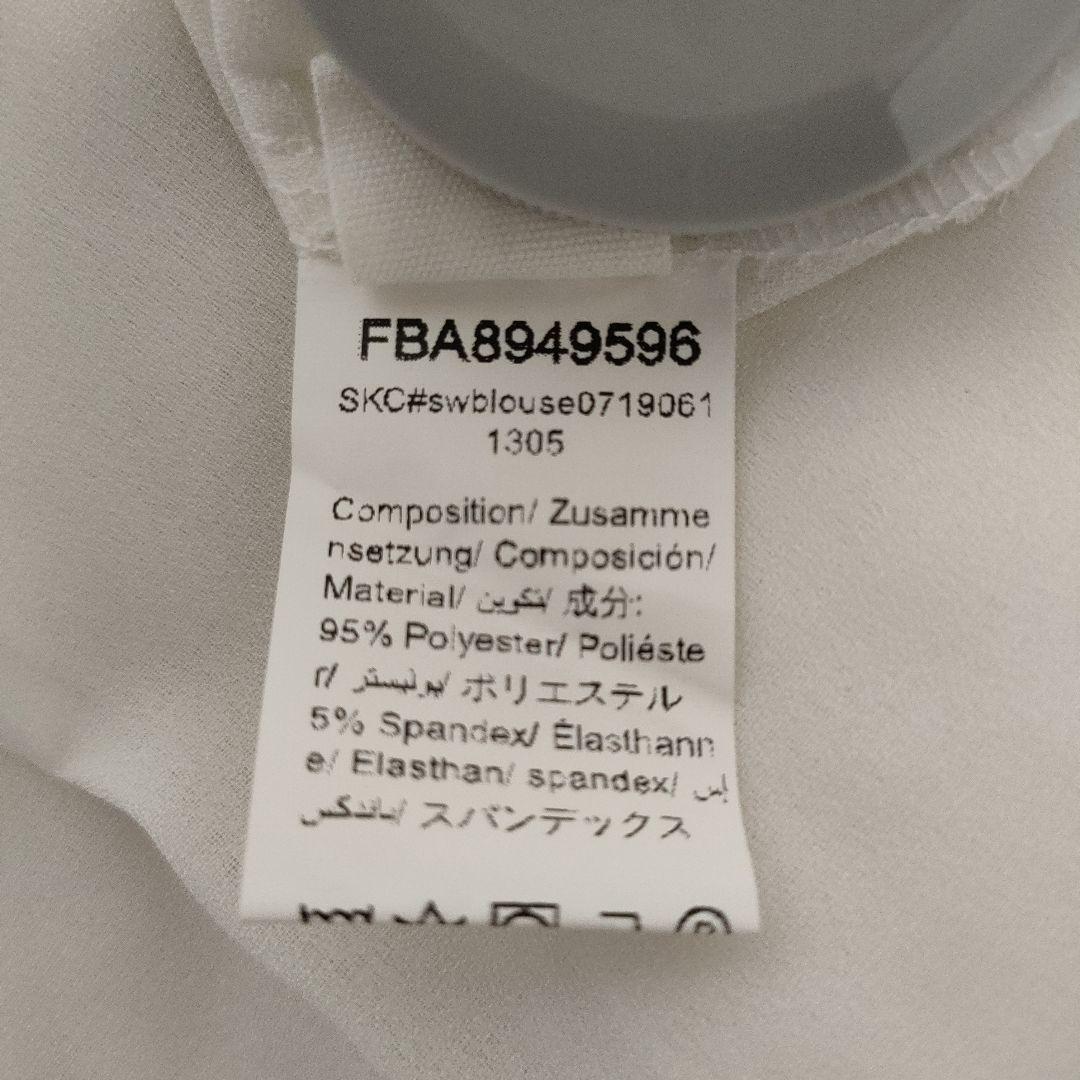 FBA8949596
SKC#swblouse0719061
1305
Composition/ Zusamme
nsetzung/ Composición/
Material/ تكوين/ 成分:
95% Polyester/ Poliéste
r/ بوليستر/ ポリエステル
5% Spandex/ Élasthann
e/ Elasthan/ spandex/ إس
باندكس/ スパンデックス